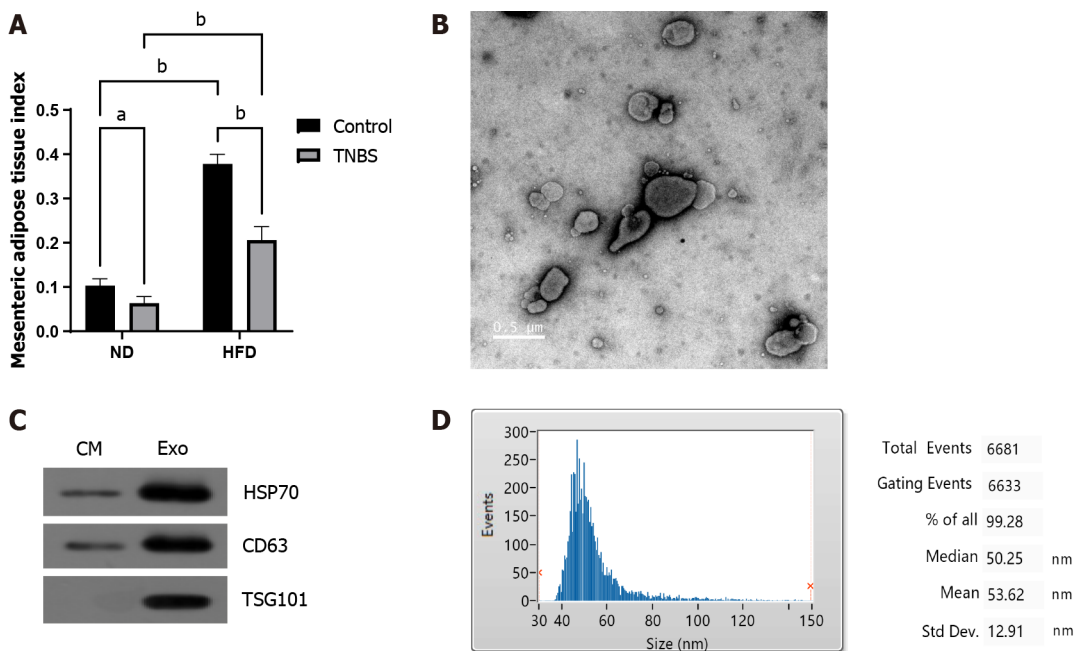 A
b
b
a
b
Mesenteric adipose tissue index
0.5
0.4
0.3
0.2
0.1
0.0
ND HFD
Control
TNBS
B
0.5 μm
C
CM Exo
HSP70
CD63
TSG101
D
Events
300
250
200
150
100
50
0
30 40 60 80 100 120 150
Size (nm)
Total Events 6681
Gating Events 6633
% of all 99.28
Median 50.25 nm
Mean 53.62 nm
Std Dev. 12.91 nm